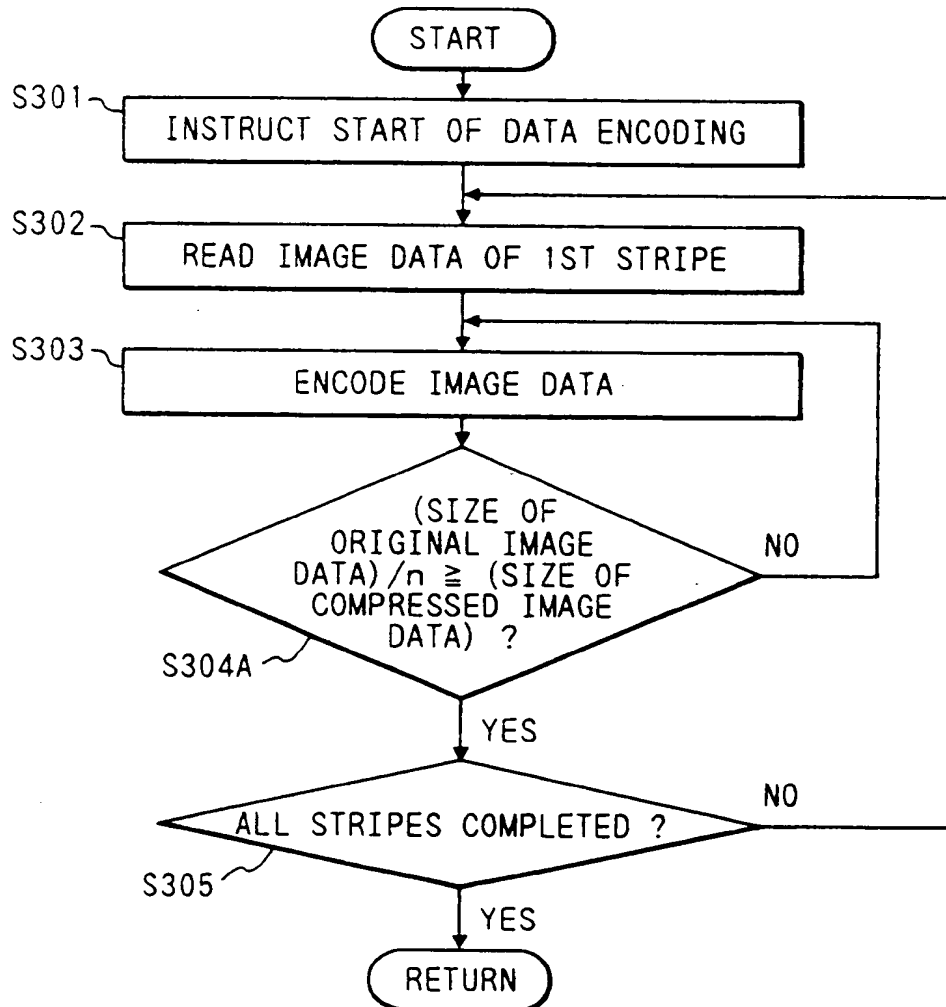 START
S301
INSTRUCT START OF DATA ENCODING
S302
READ IMAGE DATA OF 1ST STRIPE
S303
ENCODE IMAGE DATA
(SIZE OF
ORIGINAL IMAGE
DATA)/n ≧ (SIZE OF
COMPRESSED IMAGE
DATA) ?
NO
S304A
YES
ALL STRIPES COMPLETED ?
NO
S305
YES
RETURN